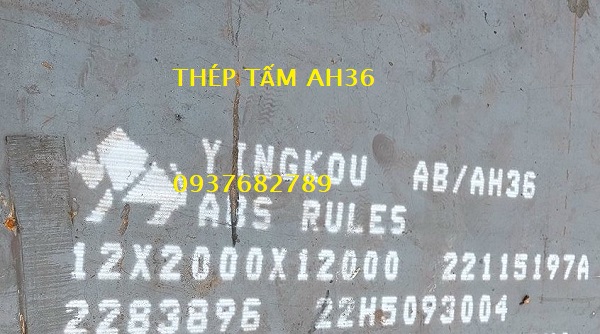 THÉP TẤM AH36
YINGKOU AB/AH36
0937682789
ABS RULES
12X2000X12000 22115197A
2283896 22H5093004